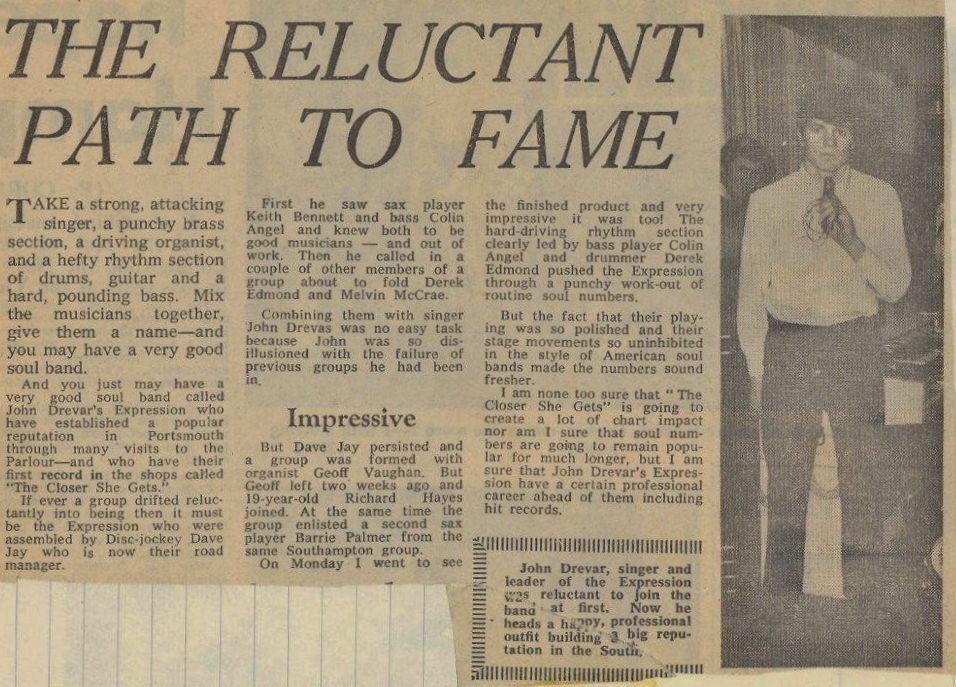 THE RELUCTANT
PATH TO FAME
TAKE a strong, attacking
singer, a punchy brass
section, a driving organist,
and a hefty rhythm section
of drums, guitar and a
hard, pounding bass. Mix
the musicians together,
give them a name—and
you may have a very good
soul band.
And you just may have a
very good soul band called
John Drevar's Expression who
have established a popular
reputation in Portsmouth
through many visits to the
Parlour—and who have their
first record in the shops called
"The Closer She Gets."
If ever a group drifted reluc-
tantly into being then it must
be the Expression who were
assembled by Disc-jockey Dave
Jay who is now their road
manager.
First he saw sax player
Keith Bennett and bass Colin
Angel and knew both to be
good musicians — and out of
work. Then he called in a
couple of other members of a
group about to fold Derek
Edmond and Melvin McCrae.
Combining them with singer
John Drevas was no easy task
because John was so dis-
illusioned with the failure of
previous groups he had been
in.
Impressive
But Dave Jay persisted and
a group was formed with
organist Geoff Vaughan. But
Geoff left two weeks ago and
19-year-old Richard Hayes
joined. At the same time the
group enlisted a second sax
player Barrie Palmer from the
same Southampton group.
On Monday I went to see
the finished product and very
impressive it was too! The
hard-driving rhythm section
clearly led by bass player Colin
Angel and drummer Derek
Edmond pushed the Expression
through a punchy work-out of
routine soul numbers.
But the fact that their play-
ing was so polished and their
stage movements so uninhibited
in the style of American soul
bands made the numbers sound
fresher.
I am none too sure that "The
Closer She Gets" is going to
create a lot of chart impact
nor am I sure that soul num-
bers are going to remain popu-
lar for much longer, but I am
sure that John Drevar's Expres-
sion have a certain professional
career ahead of them including
hit records.
John Drevar, singer and
leader of the Expression
was reluctant to join the
band at first. Now he
heads a happy, professional
outfit building a big repu-
tation in the South.